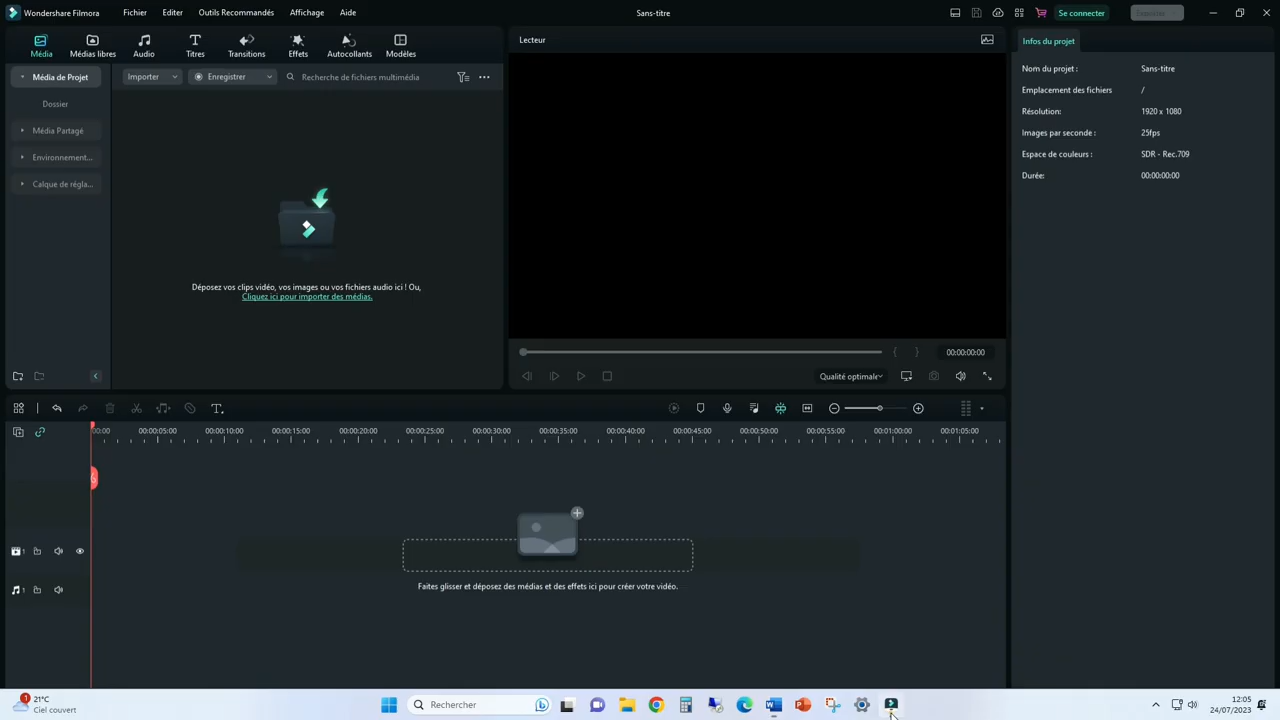 Wondershare Filmora Fichier Editer Outils Recommandés Affichage Aide Sans-titre Se connecter
Média Médias libres Audio Titres Transitions Effets Autocollants Modèles
Lecteur
Infos du projet
Média de Projet
Importer
Enregistrer
Recherche de fichiers multimédia
Dossier
Média Partagé
Environnement...
Calque de régla...
Déposez vos clips vidéo, vos images ou vos fichiers audio ici ! Ou,
Cliquez ici pour importer des médias.
Nom du projet : Sans-titre
Emplacement des fichiers /
Résolution: 1920 x 1080
Images par seconde : 25fps
Espace de couleurs : SDR - Rec.709
Durée: 00:00:00:00
00:00:00:00
Qualité optimale
00:00 00:00:05:00 00:00:10:00 00:00:15:00 00:00:20:00 00:00:25:00 00:00:30:00 00:00:35:00 00:00:40:00 00:00:45:00 00:00:50:00 00:00:55:00 00:01:00:00 00:01:05:00
1
1
Faites glisser et déposez des médias et des effets ici pour créer votre vidéo.
1
21°C
Ciel couvert
Rechercher
12:05
24/07/2023